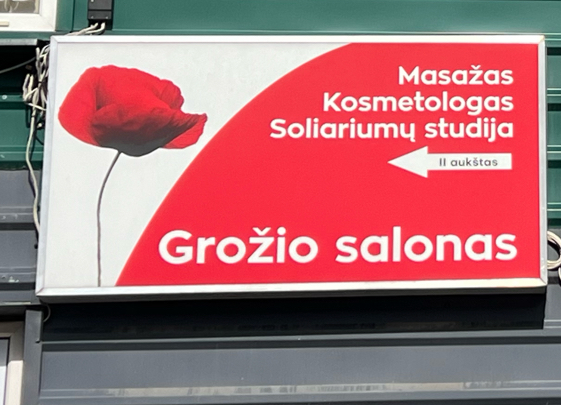 Masažas
Kosmetologas
Soliariumų studija
II aukštas
Grožio salonas